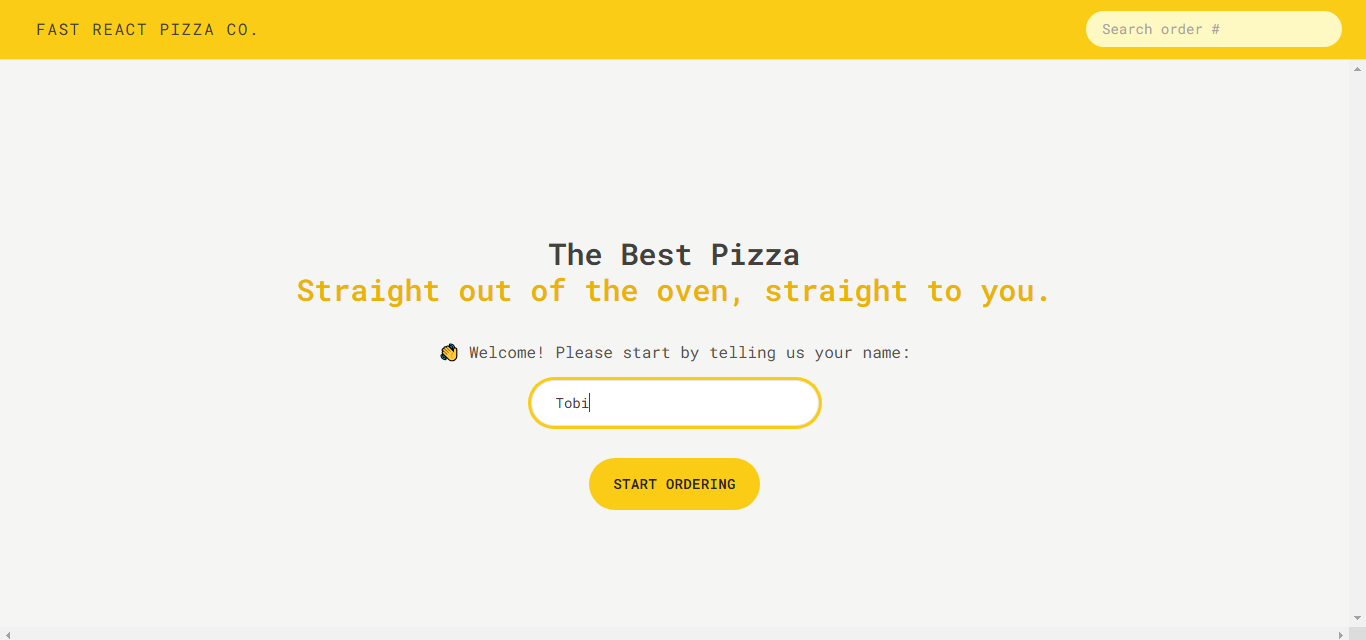 FAST REACT PIZZA CO.
Search order #
The Best Pizza
Straight out of the oven, straight to you.
👋 Welcome! Please start by telling us your name:
Tobi
START ORDERING